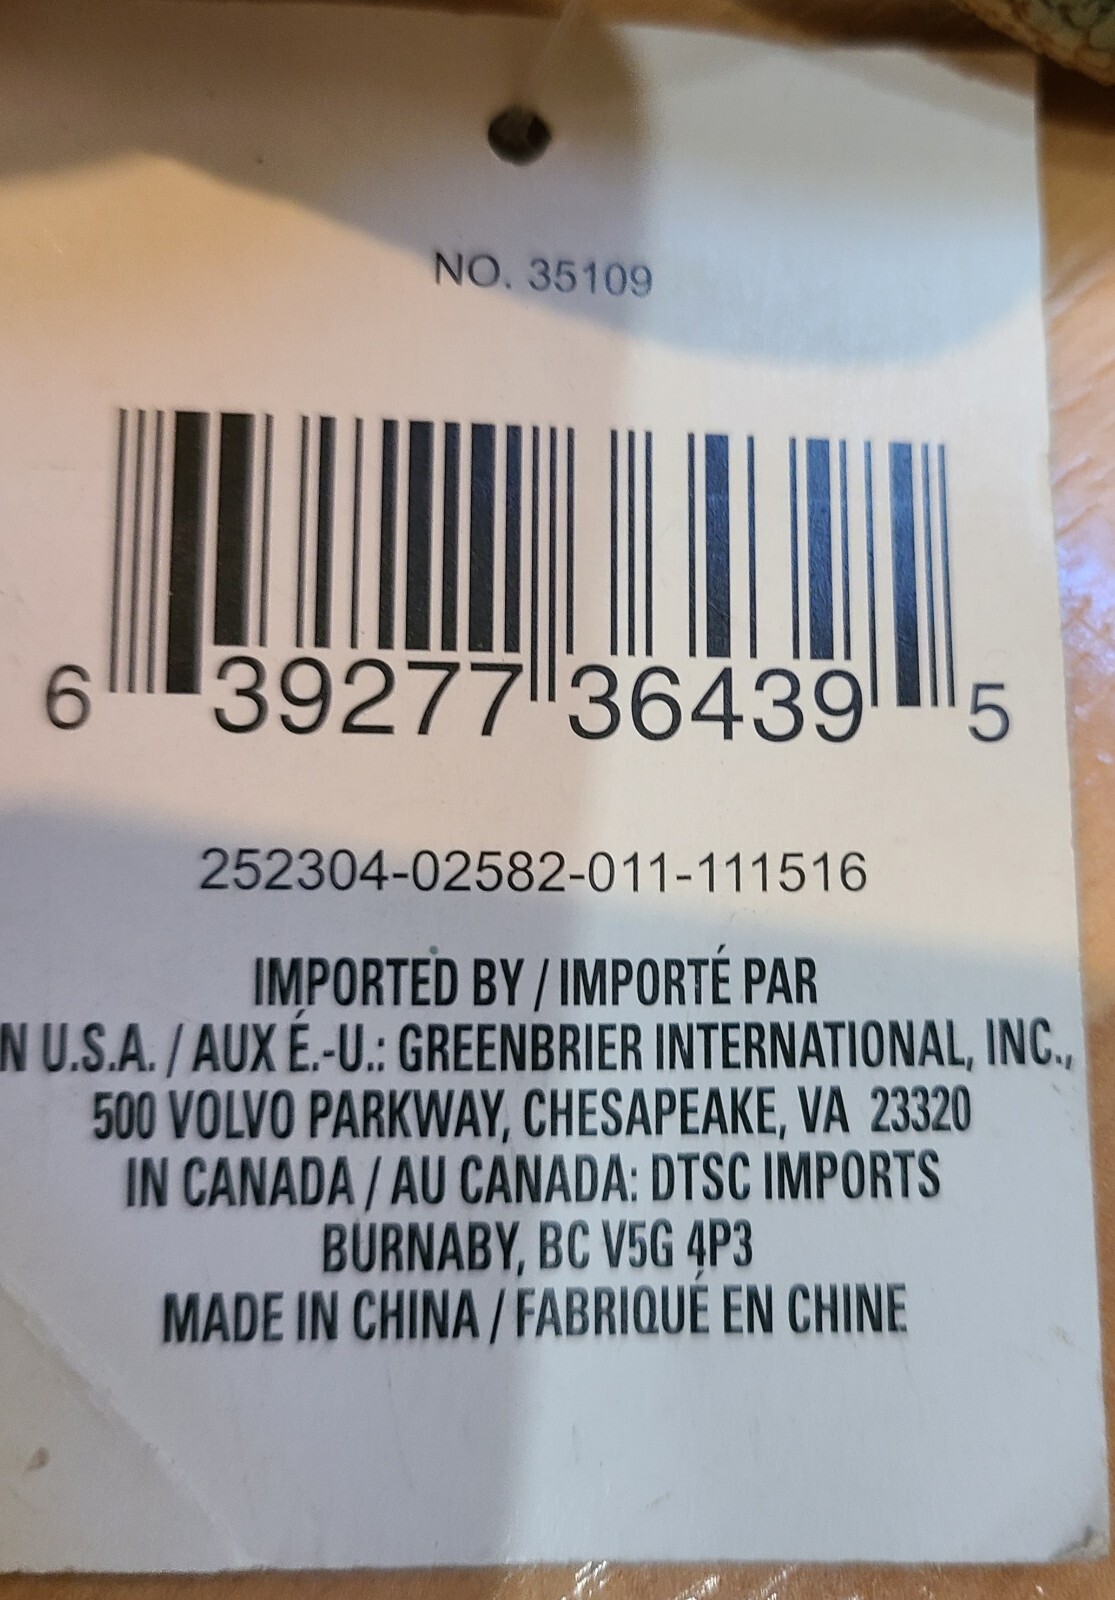 NO. 35109
6 39277 36439 5
252304-02582-011-111516
IMPORTED BY / IMPORTÉ PAR
N U.S.A. / AUX É.-U.: GREENBRIER INTERNATIONAL, INC.,
500 VOLVO PARKWAY, CHESAPEAKE, VA 23320
IN CANADA / AU CANADA: DTSC IMPORTS
BURNABY, BC V5G 4P3
MADE IN CHINA / FABRIQUÉ EN CHINE